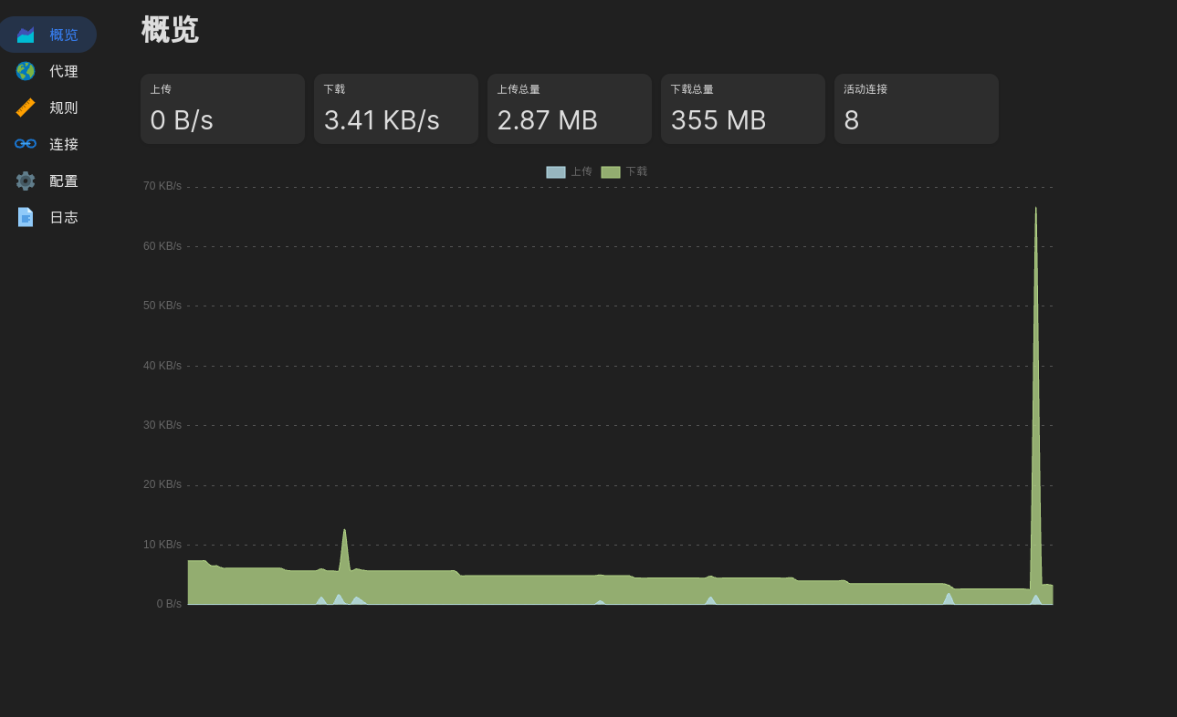 概览
代理
规则
连接
配置
日志
概览
上传
0 B/s
下载
3.41 KB/s
上传总量
2.87 MB
下载总量
355 MB
活动连接
8
上传
下载
70 KB/s
60 KB/s
50 KB/s
40 KB/s
30 KB/s
20 KB/s
10 KB/s
0 B/s